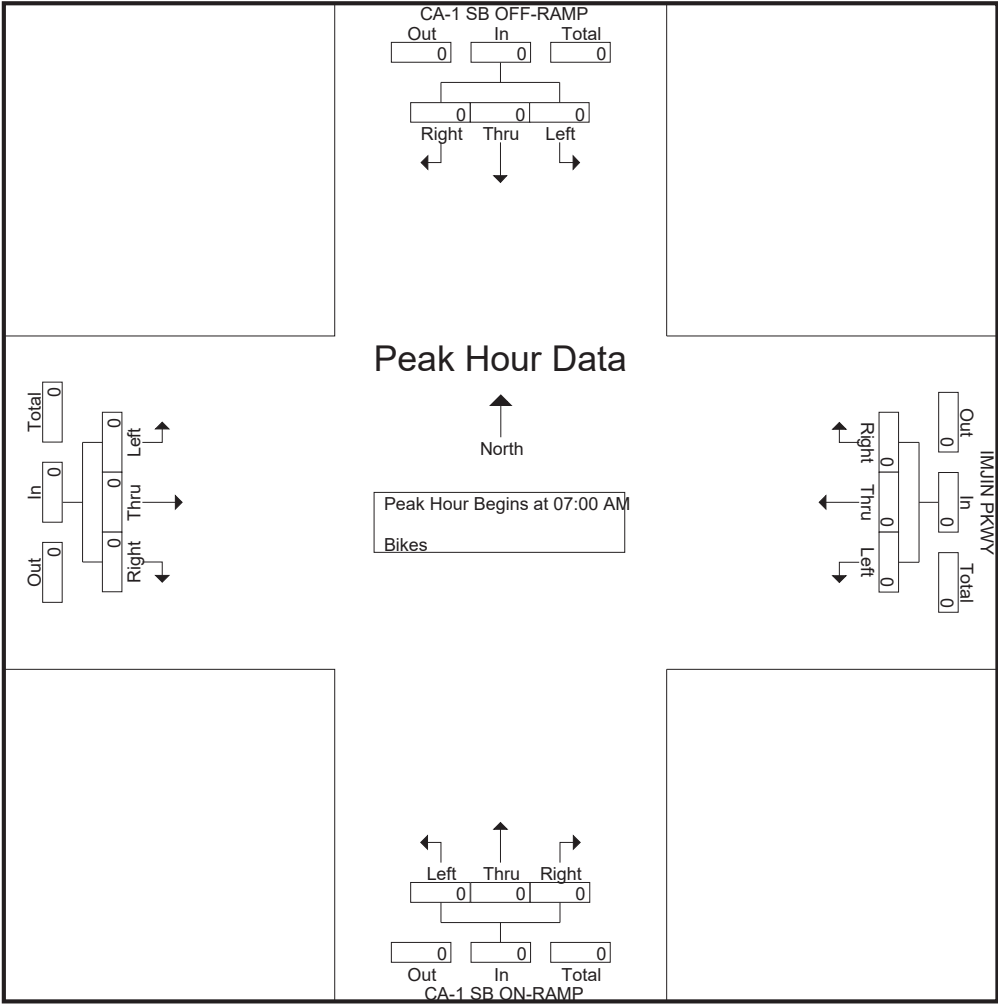 CA-1 SB OFF-RAMP
Out In Total
0 0 0
0 0 0
Right Thru Left
Peak Hour Data
North
Peak Hour Begins at 07:00 AM
Bikes
Total In Out
0 0 0
0 0 0
Left Thru Right
Right Thru Left
0 0 0
0 0 0
Out In Total
IMJIN PKWY
Left Thru Right
0 0 0
0 0 0
Out In Total
CA-1 SB ON-RAMP